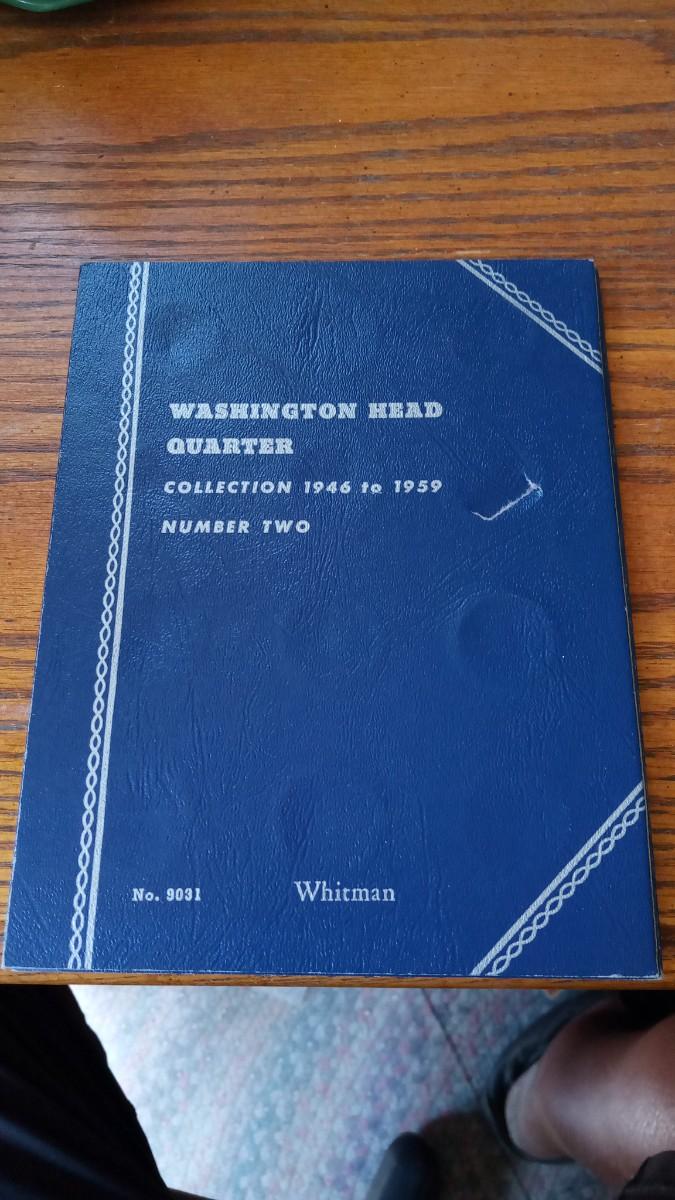 WASHINGTON HEAD
QUARTER
COLLECTION 1946 to 1959
NUMBER TWO
No. 9031
Whitman